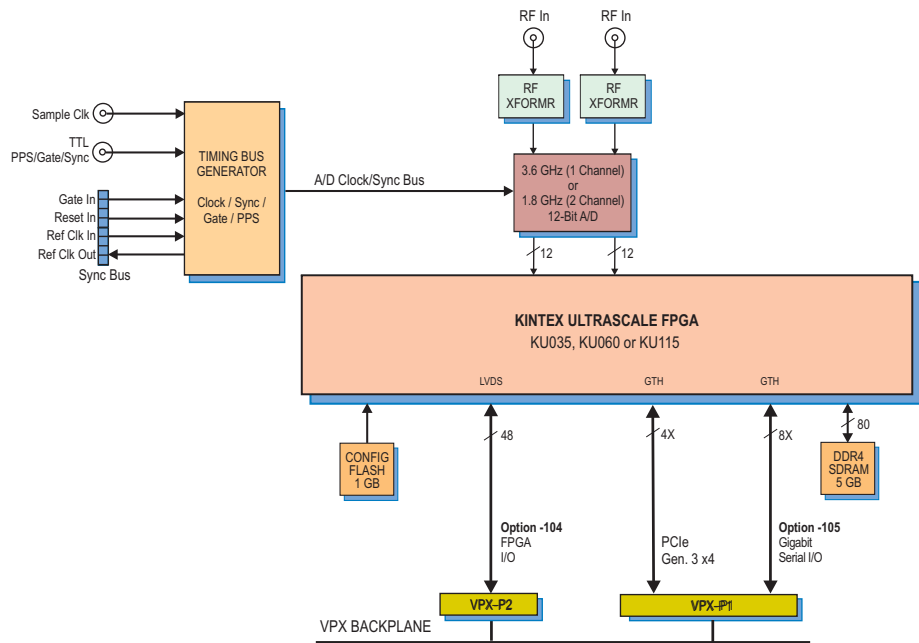 RF In
RF In
RF
XFORMR
RF
XFORMR
Sample Clk
TTL
PPS/Gate/Sync
Gate In
Reset In
Ref Clk In
Ref Clk Out
Sync Bus
TIMING BUS
GENERATOR
Clock / Sync /
Gate / PPS
A/D Clock/Sync Bus
3.6 GHz (1 Channel)
or
1.8 GHz (2 Channel)
12-Bit A/D
12
12
KINTEX ULTRASCALE FPGA
KU035, KU060 or KU115
LVDS
GTH
GTH
48
4X
8X
80
CONFIG
FLASH
1 GB
DDR4
SDRAM
5 GB
Option -104
FPGA
I/O
PCIe
Gen. 3 x4
Option -105
Gigabit
Serial I/O
VPX-P2
VPX-P1
VPX BACKPLANE